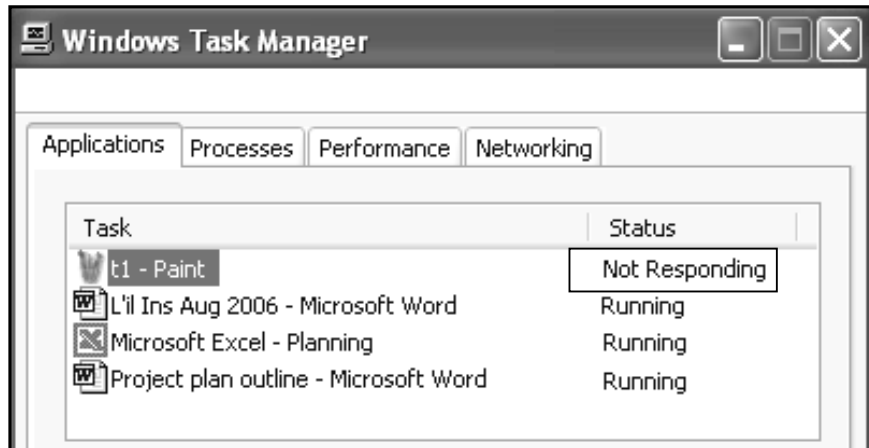 Windows Task Manager
Applications Processes Performance Networking
Task Status
t1 - Paint Not Responding
L'il Ins Aug 2006 - Microsoft Word Running
Microsoft Excel - Planning Running
Project plan outline - Microsoft Word Running